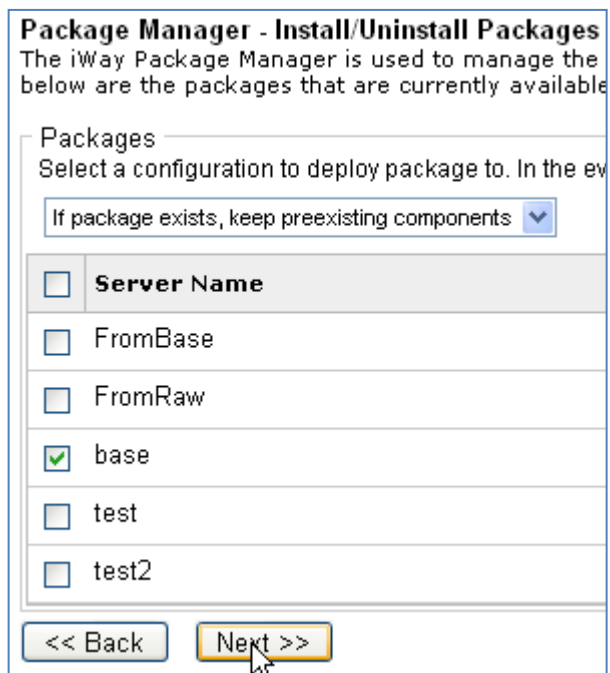 Package Manager - Install/Uninstall Packages
The iWay Package Manager is used to manage the
below are the packages that are currently available
Packages
Select a configuration to deploy package to. In the ev
If package exists, keep preexisting components
Server Name
FromBase
FromRaw
base
test
test2
<< Back
Next >>